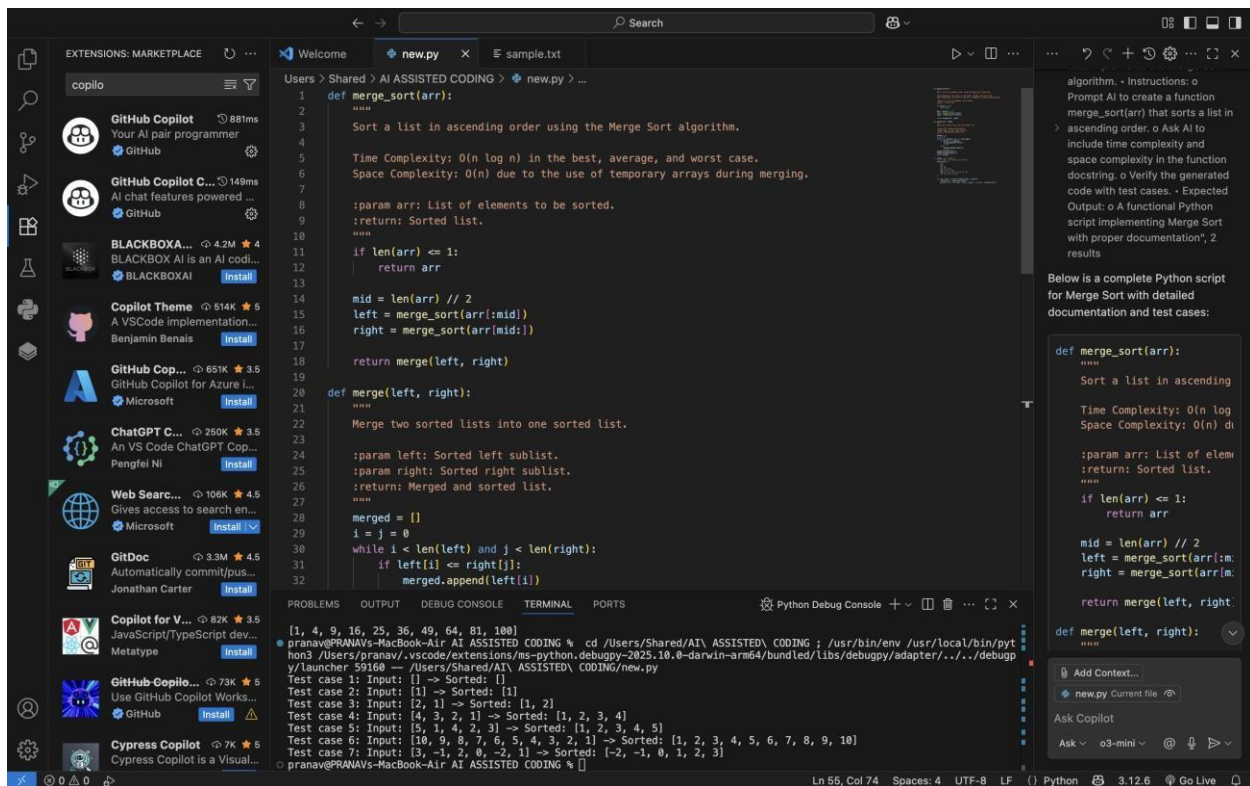 Search
EXTENSIONS: MARKETPLACE
copilo
GitHub Copilot 881ms
Your AI pair programmer
GitHub
GitHub Copilot C... 149ms
AI chat features powered ...
GitHub
BLACKBOXA... 4.2M ★ 4
BLACKBOX AI is an AI codi...
BLACKBOXAI Install
Copilot Theme 514K ★ 5
A VSCode implementation...
Benjamin Benais Install
GitHub Cop... 651K ★ 3.5
GitHub Copilot for Azure i...
Microsoft Install
ChatGPT C... 250K ★ 3.5
An VS Code ChatGPT Cop...
Pengfei Ni Install
Web Searc... 106K ★ 4.5
Gives access to search en...
Microsoft Install
GitDoc 3.3M ★ 4.5
Automatically commit/pus...
Jonathan Carter Install
Copilot for V... 82K ★ 3.5
JavaScript/TypeScript dev...
Metatype Install
GitHub Copilo... 73K ★ 5
Use GitHub Copilot Works...
GitHub Install
Cypress Copilot 7K ★ 5
Cypress Copilot is a Visual...
Welcome new.py × sample.txt
Users > Shared > AI ASSISTED CODING > new.py > ...
1 def merge_sort(arr):
2 """
3 Sort a list in ascending order using the Merge Sort algorithm.
4
5 Time Complexity: O(n log n) in the best, average, and worst case.
6 Space Complexity: O(n) due to the use of temporary arrays during merging.
7
8 :param arr: List of elements to be sorted.
9 :return: Sorted list.
10 """
11 if len(arr) <= 1:
12 return arr
13
14 mid = len(arr) // 2
15 left = merge_sort(arr[:mid])
16 right = merge_sort(arr[mid:])
17
18 return merge(left, right)
19
20 def merge(left, right):
21 """
22 Merge two sorted lists into one sorted list.
23
24 :param left: Sorted left sublist.
25 :param right: Sorted right sublist.
26 :return: Merged and sorted list.
27 """
28 merged = []
29 i = j = 0
30 while i < len(left) and j < len(right):
31 if left[i] <= right[j]:
32 merged.append(left[i])
PROBLEMS OUTPUT DEBUG CONSOLE TERMINAL PORTS Python Debug Console
[1, 4, 9, 16, 25, 36, 49, 64, 81, 100]
pranav@PRANAVs-MacBook-Air AI ASSISTED CODING % cd /Users/Shared/AI\ ASSISTED\ CODING ; /usr/bin/env /usr/local/bin/pyt
hon3 /Users/pranav/.vscode/extensions/ms-python.debugpy-2025.10.0-darwin-arm64/bundled/libs/debugpy/adapter/../../debugp
y/launcher 59160 -- /Users/Shared/AI\ ASSISTED\ CODING/new.py
Test case 1: Input: [] -> Sorted: []
Test case 2: Input: [1] -> Sorted: [1]
Test case 3: Input: [2, 1] -> Sorted: [1, 2]
Test case 4: Input: [4, 3, 2, 1] -> Sorted: [1, 2, 3, 4]
Test case 5: Input: [5, 1, 4, 2, 3] -> Sorted: [1, 2, 3, 4, 5]
Test case 6: Input: [10, 9, 8, 7, 6, 5, 4, 3, 2, 1] -> Sorted: [1, 2, 3, 4, 5, 6, 7, 8, 9, 10]
Test case 7: Input: [3, -1, 2, 0, -2, 1] -> Sorted: [-2, -1, 0, 1, 2, 3]
pranav@PRANAVs-MacBook-Air AI ASSISTED CODING %
algorithm. • Instructions: o
Prompt AI to create a function
merge_sort(arr) that sorts a list in
ascending order. o Ask AI to
include time complexity and
space complexity in the function
docstring. o Verify the generated
code with test cases. • Expected
Output: o A functional Python
script implementing Merge Sort
with proper documentation", 2
results
Below is a complete Python script
for Merge Sort with detailed
documentation and test cases:
def merge_sort(arr):
"""
Sort a list in ascending
Time Complexity: O(n log
Space Complexity: O(n) du
:param arr: List of elem
:return: Sorted list.
"""
if len(arr) <= 1:
return arr
mid = len(arr) // 2
left = merge_sort(arr[:m
right = merge_sort(arr[m:
return merge(left, right
def merge(left, right):
"""
Add Context...
new.py Current file
Ask Copilot
Ask o3-mini @
0 0 Ln 55, Col 74 Spaces: 4 UTF-8 LF {} Python 3.12.6 Go Live